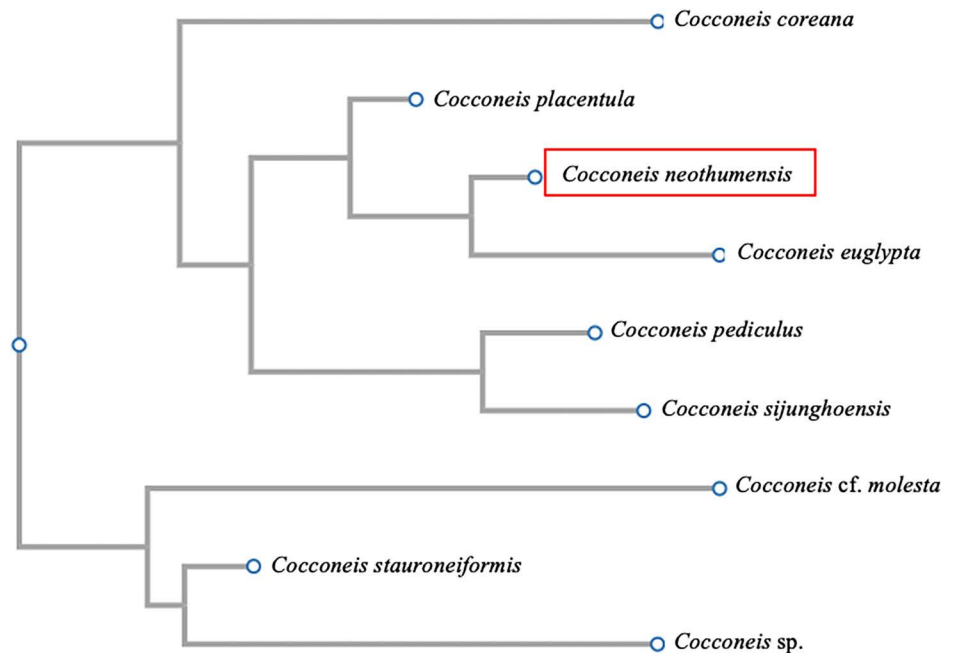 Cocconeis coreana
Cocconeis placentula
Cocconeis neothumensis
Cocconeis euglypta
Cocconeis pediculus
Cocconeis sijunghoensis
Cocconeis cf. molesta
Cocconeis stauroneiformis
Cocconeis sp.